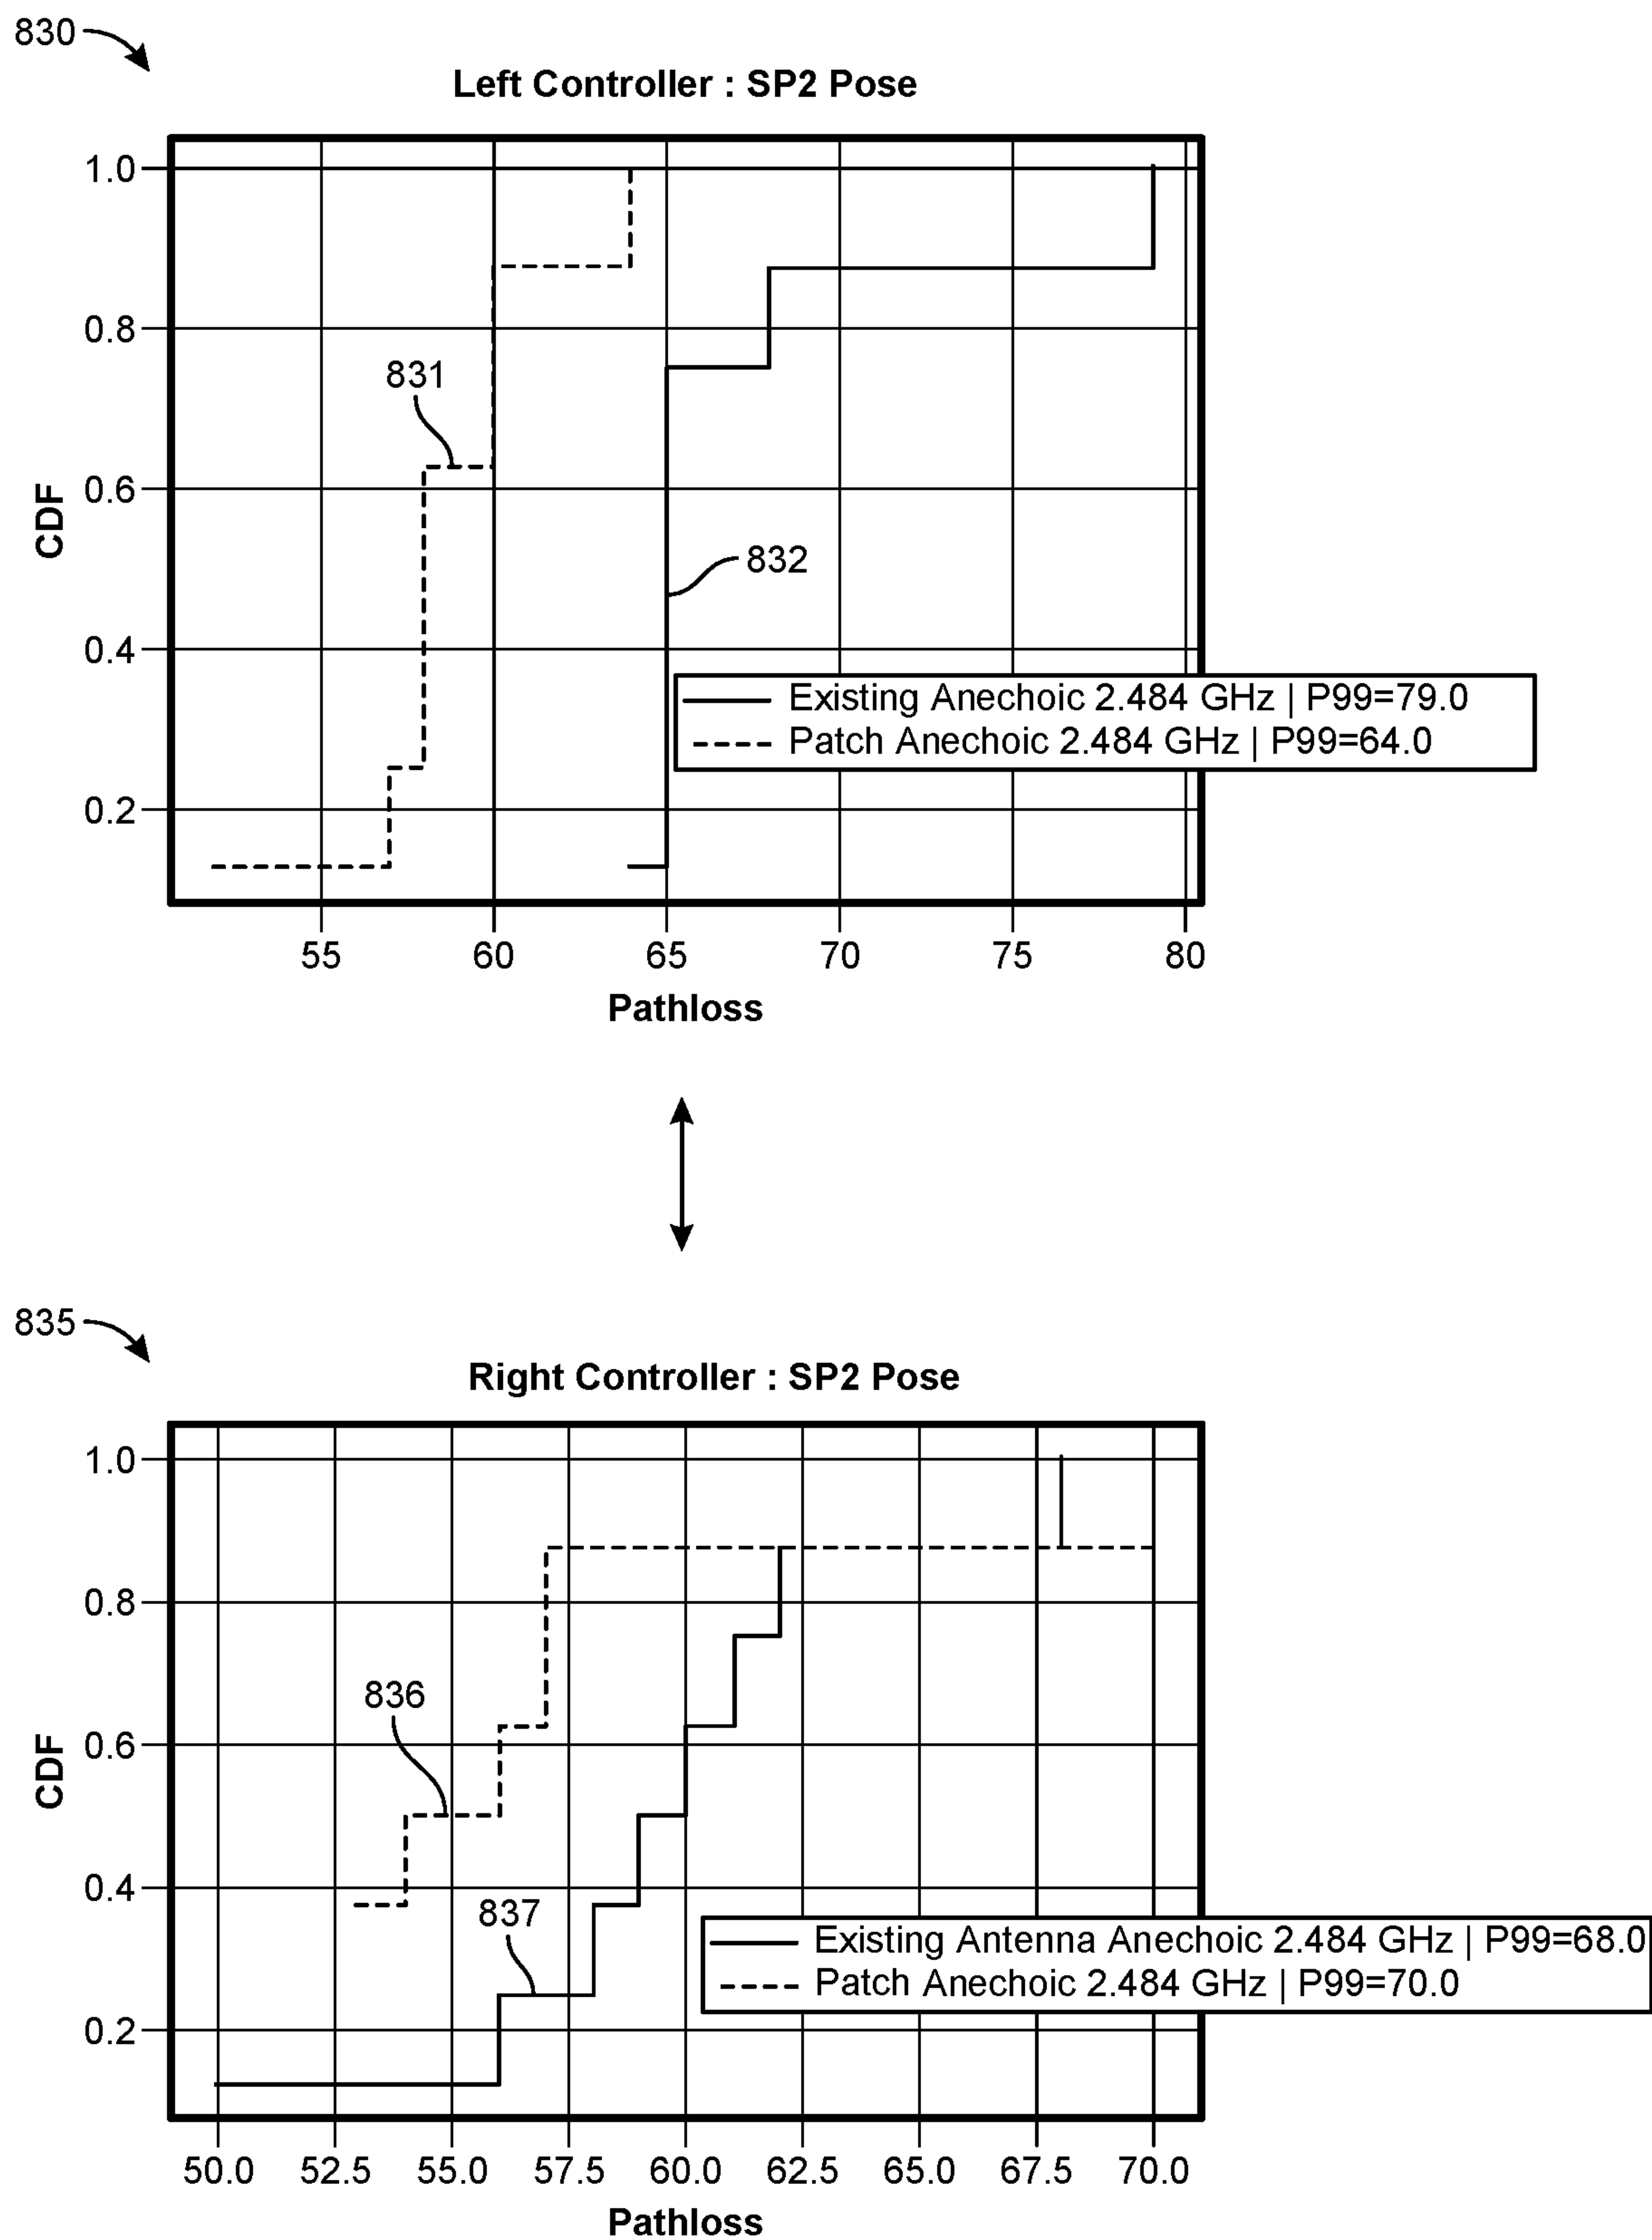 830
Left Controller : SP2 Pose
1.0
0.8
831
0.6
CDF
832
0.4
Existing Anechoic 2.484 GHz | P99=79.0
Patch Anechoic 2.484 GHz | P99=64.0
0.2
55 60 65 70 75 80
Pathloss
835
Right Controller : SP2 Pose
1.0
0.8
836
0.6
CDF
0.4
837
Existing Antenna Anechoic 2.484 GHz | P99=68.0
Patch Anechoic 2.484 GHz | P99=70.0
0.2
50.0 52.5 55.0 57.5 60.0 62.5 65.0 67.5 70.0
Pathloss